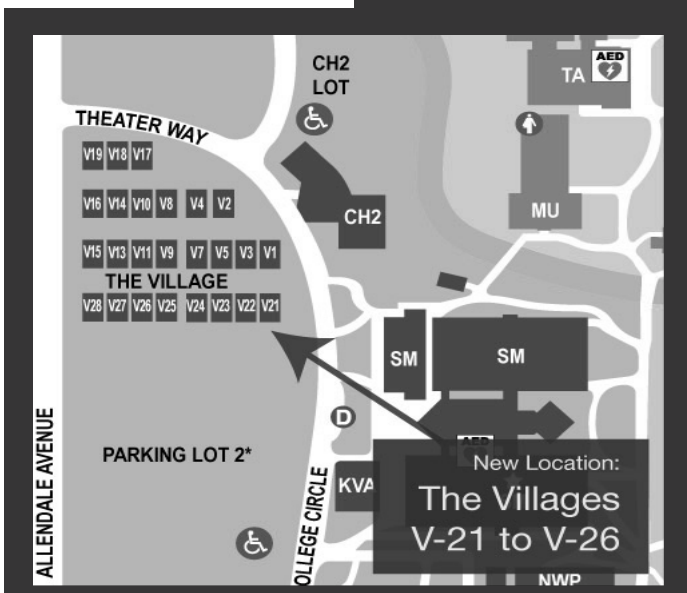 CH2
LOT
AED
TA
THEATER WAY
V19 V18 V17
MU
V16 V14 V10 V8 V4 V2
CH2
V15 V13 V11 V9 V7 V5 V3 V1
THE VILLAGE
V28 V27 V26 V25 V24 V23 V22 V21
SM
SM
D
ALLENDALE AVENUE
PARKING LOT 2*
AED
New Location:
KVA
The Villages
V-21 to V-26
OLLEGE CIRCLE
NWP